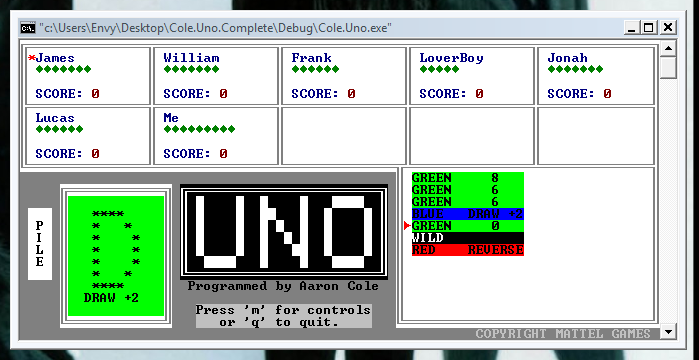 "c:\Users\Envy\Desktop\Cole.Uno.Complete\Debug\Cole.Uno.exe"
*James William Frank LoverBoy Jonah
SCORE: 0 SCORE: 0 SCORE: 0 SCORE: 0 SCORE: 0
Lucas Me
SCORE: 0 SCORE: 0
PILE
DRAW +2
UNO
Programmed by Aaron Cole
Press 'm' for controls
or 'q' to quit.
GREEN 8
GREEN 6
GREEN 6
BLUE DRAW +2
GREEN 0
WILD
RED REVERSE
COPYRIGHT MATTEL GAMES